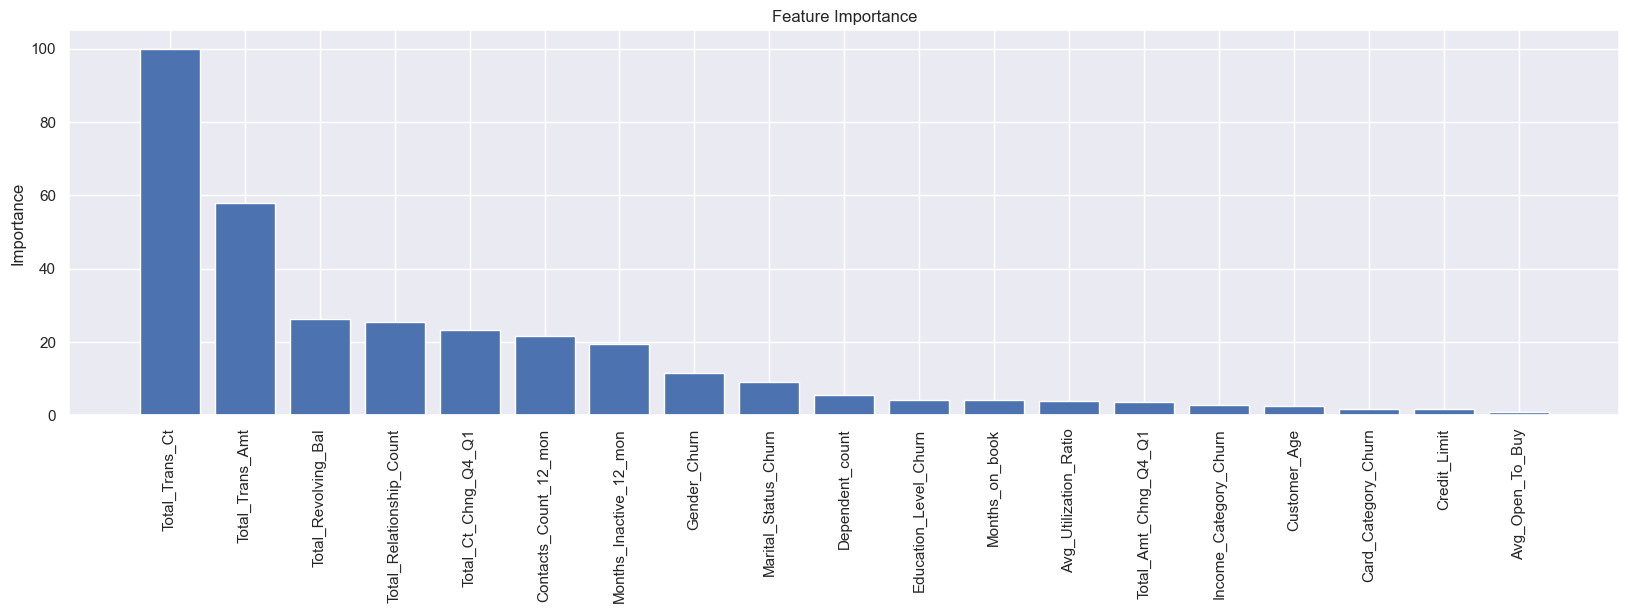 Feature Importance
Importance
100
80
60
40
20
0
Total_Trans_Ct
Total_Trans_Amt
Total_Revolving_Bal
Total_Relationship_Count
Total_Ct_Chng_Q4_Q1
Contacts_Count_12_mon
Months_Inactive_12_mon
Gender_Churn
Marital_Status_Churn
Dependent_count
Education_Level_Churn
Months_on_book
Avg_Utilization_Ratio
Total_Amt_Chng_Q4_Q1
Income_Category_Churn
Customer_Age
Card_Category_Churn
Credit_Limit
Avg_Open_To_Buy